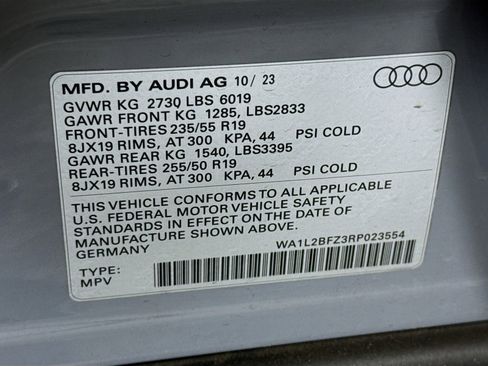 MFD. BY AUDI AG 10/23
GVWR KG 2730 LBS 6019
GAWR FRONT KG 1285, LBS2833
FRONT-TIRES 235/55 R19
8JX19 RIMS, AT 300 KPA, 44 PSI COLD
GAWR REAR KG 1540, LBS3395
REAR-TIRES 255/50 R19
8JX19 RIMS, AT 300 KPA, 44 PSI COLD
THIS VEHICLE CONFORMS TO ALL APPLICABLE
U.S. FEDERAL MOTOR VEHICLE SAFETY
STANDARDS IN EFFECT ON THE DATE OF
MANUFACTURE SHOWN ABOVE.
GERMANY
WA1L2BFZ3RP023554
TYPE:
MPV